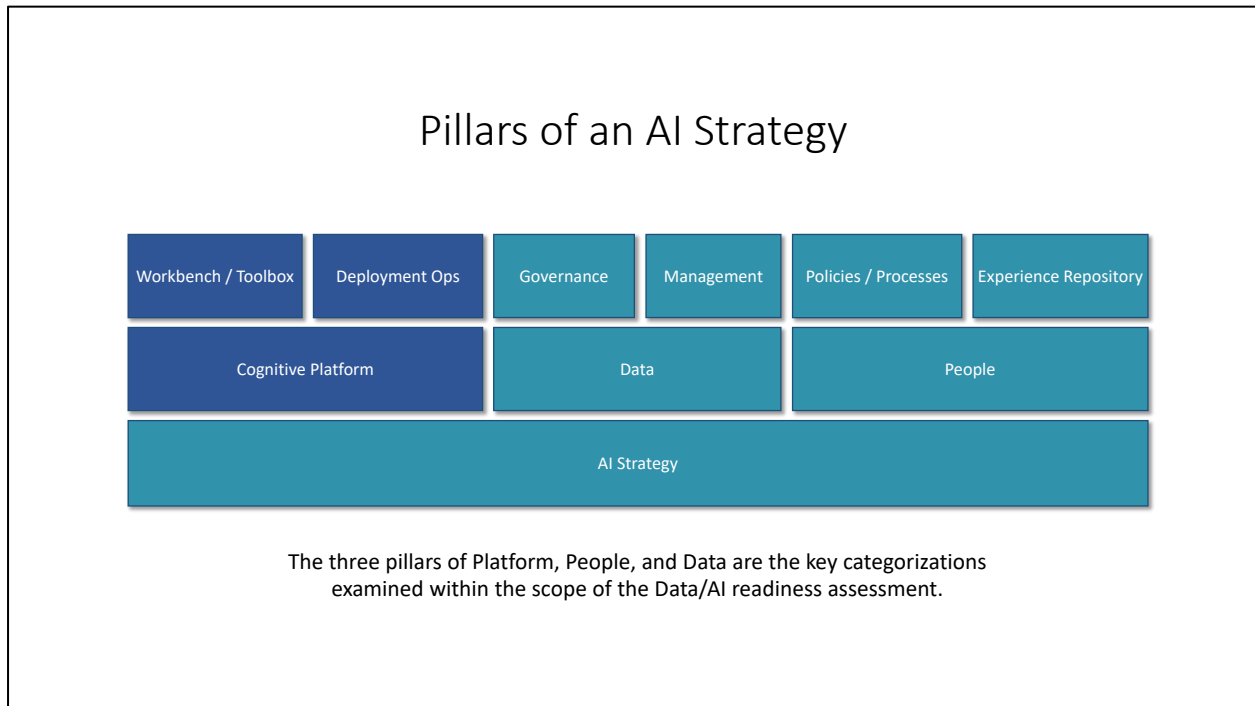 Pillars of an AI Strategy
Workbench / Toolbox
Deployment Ops
Governance
Management
Policies / Processes
Experience Repository
Cognitive Platform
Data
People
AI Strategy
The three pillars of Platform, People, and Data are the key categorizations
examined within the scope of the Data/AI readiness assessment.